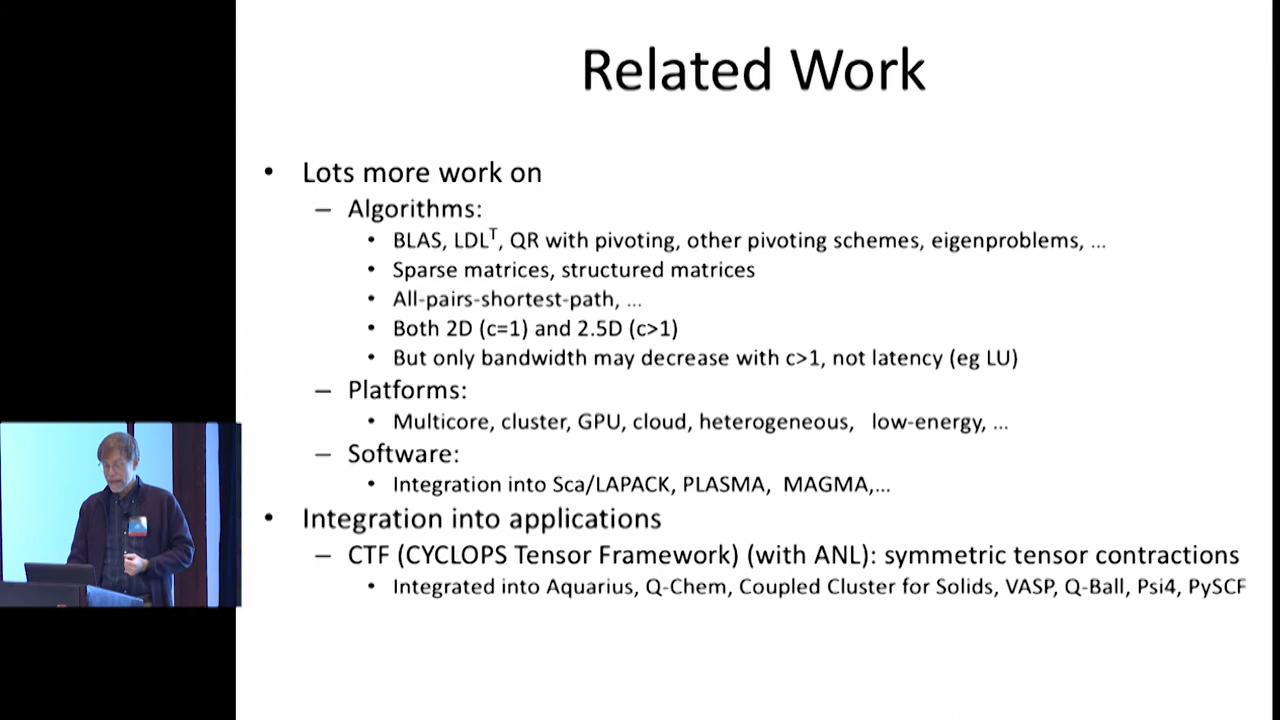 Related Work
• Lots more work on
– Algorithms:
• BLAS, LDLᵀ, QR with pivoting, other pivoting schemes, eigenproblems, ...
• Sparse matrices, structured matrices
• All-pairs-shortest-path, ...
• Both 2D (c=1) and 2.5D (c>1)
• But only bandwidth may decrease with c>1, not latency (eg LU)
– Platforms:
• Multicore, cluster, GPU, cloud, heterogeneous, low-energy, ...
– Software:
• Integration into Sca/LAPACK, PLASMA, MAGMA,...
• Integration into applications
– CTF (CYCLOPS Tensor Framework) (with ANL): symmetric tensor contractions
• Integrated into Aquarius, Q-Chem, Coupled Cluster for Solids, VASP, Q-Ball, Psi4, PySCF